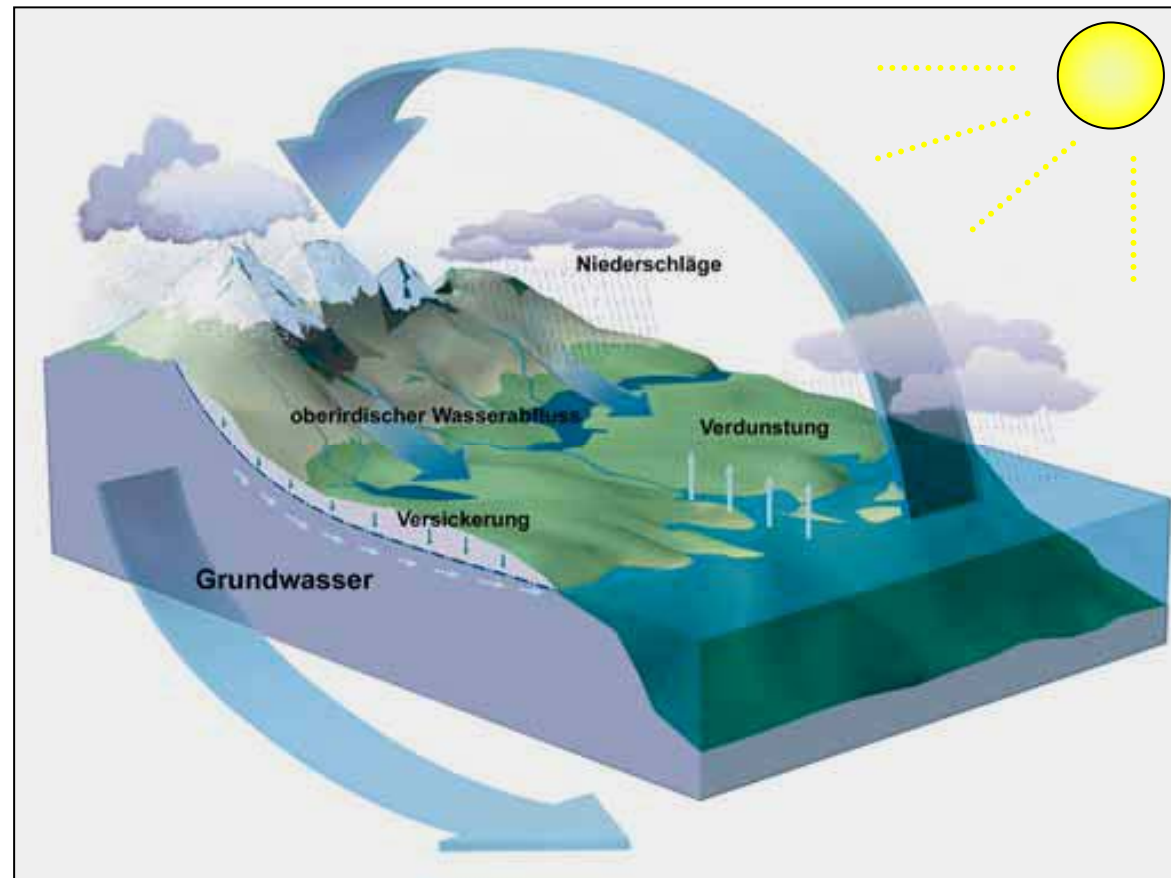 Niederschläge
oberirdischer Wasserabfluss
Verdunstung
Versickerung
Grundwasser